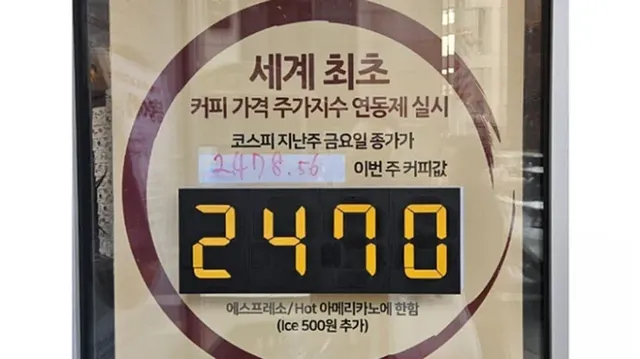 세계 최초
커피 가격 주가지수 연동제 실시
코스피 지난주 금요일 종가가
2478.56 이번 주 커피값
2470
에스프레소/Hot 아메리카노에 한함
(Ice 500원 추가)